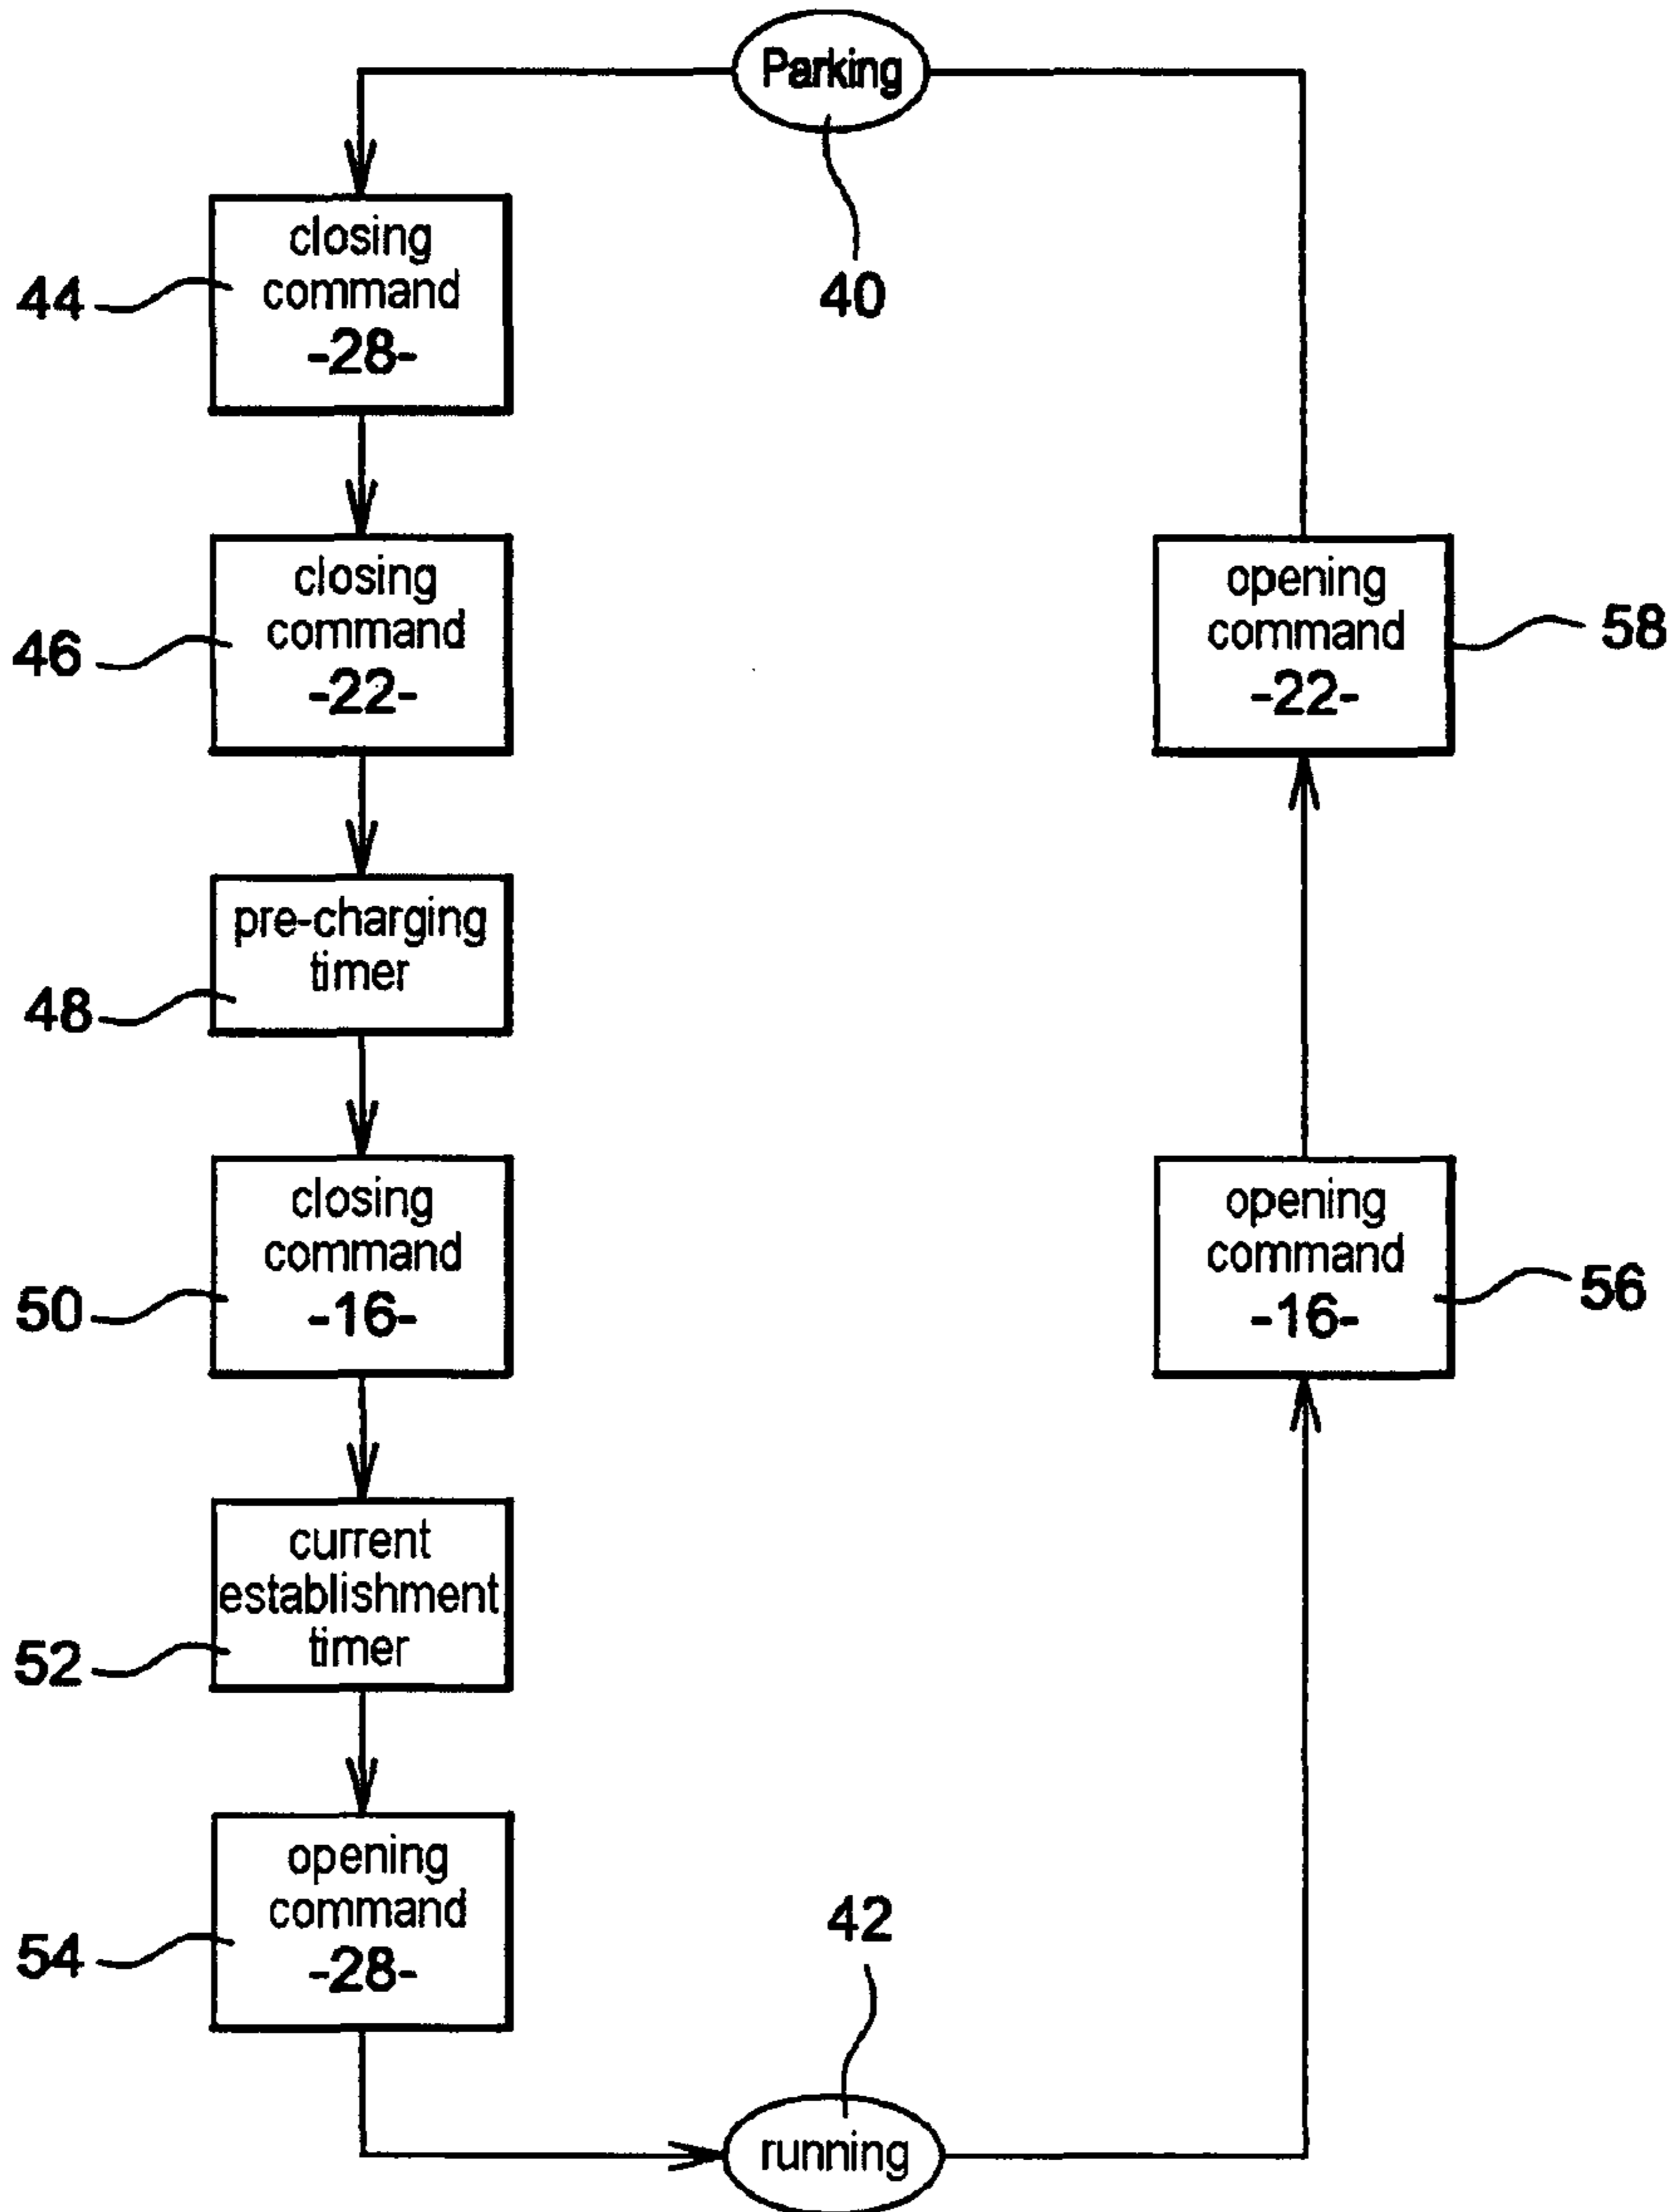 Parking
40
closing
command
-28-
44
closing
command
-22-
46
pre-charging
timer
48
closing
command
-16-
50
current
establishment
timer
52
opening
command
-28-
54
42
running
opening
command
-16-
56
opening
command
-22-
58